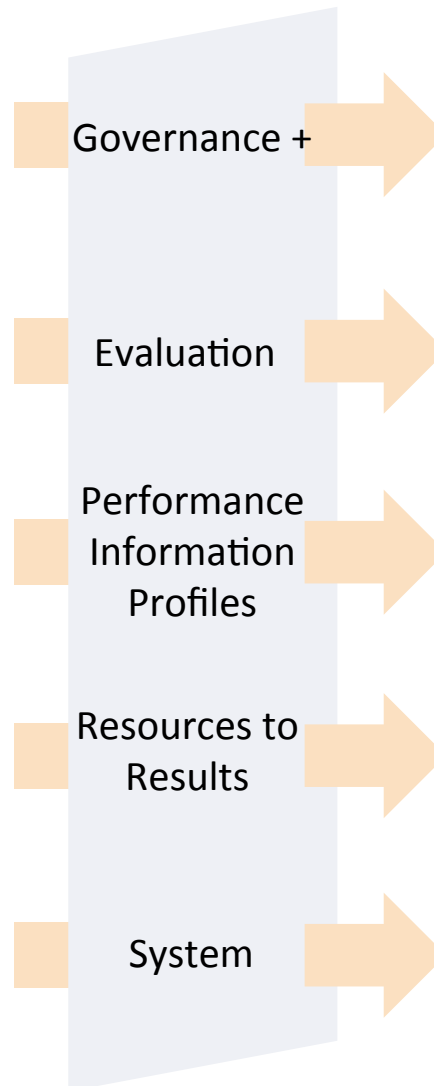 Governance +
Evaluation
Performance
Information
Profiles
Resources to
Results
System